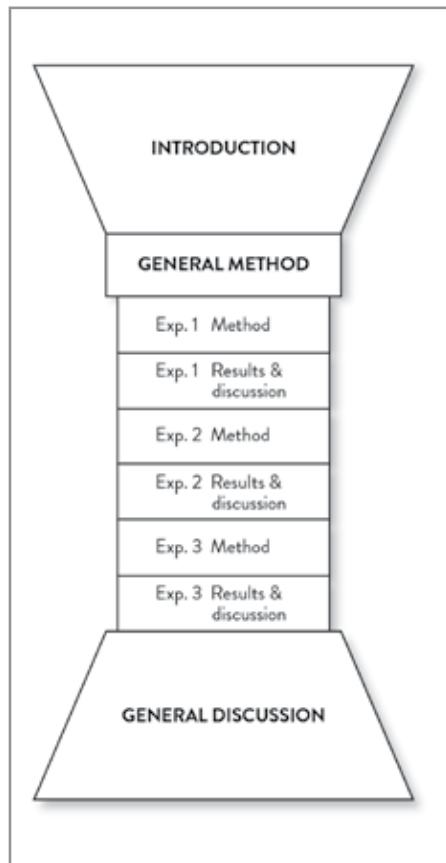 INTRODUCTION
GENERAL METHOD
Exp. 1 Method
Exp. 1 Results &
discussion
Exp. 2 Method
Exp. 2 Results &
discussion
Exp. 3 Method
Exp. 3 Results &
discussion
GENERAL DISCUSSION